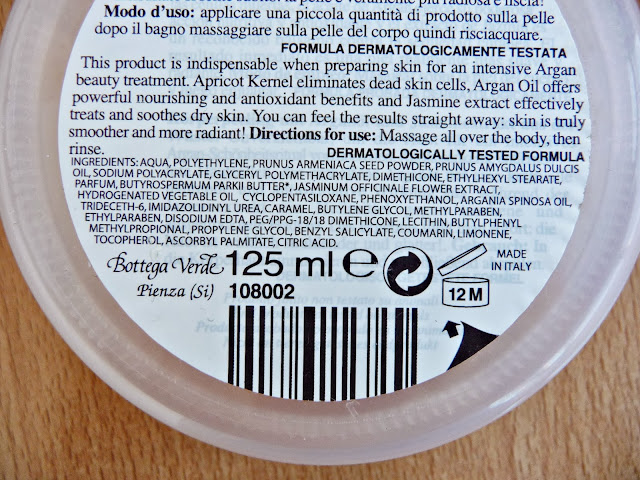 più radiosa e liscia!
Modo d'uso: applicare una piccola quantità di prodotto sulla pelle
dopo il bagno massaggiare sulla pelle del corpo quindi risciacquare.
FORMULA DERMATOLOGICAMENTE TESTATA
This product is indispensable when preparing skin for an intensive Argan
beauty treatment. Apricot Kernel eliminates dead skin cells, Argan Oil offers
powerful nourishing and antioxidant benefits and Jasmine extract effectively
treats and soothes dry skin. You can feel the results straight away: skin is truly
smoother and more radiant! Directions for use: Massage all over the body, then
rinse. DERMATOLOGICALLY TESTED FORMULA
INGREDIENTS: AQUA, POLYETHYLENE, PRUNUS ARMENIACA SEED POWDER, PRUNUS AMYGDALUS DULCIS
OIL, SODIUM POLYACRYLATE, GLYCERYL POLYMETHACRYLATE, DIMETHICONE, ETHYLHEXYL STEARATE,
PARFUM, BUTYROSPERMUM PARKII BUTTER*, JASMINUM OFFICINALE FLOWER EXTRACT,
HYDROGENATED VEGETABLE OIL, CYCLOPENTASILOXANE, PHENOXYETHANOL, ARGANIA SPINOSA OIL,
TRIDECETH-6, IMIDAZOLIDINYL UREA, CARAMEL, BUTYLENE GLYCOL, METHYLPARABEN,
ETHYLPARABEN, DISODIUM EDTA, PEG/PPG-18/18 DIMETHICONE, LECITHIN, BUTYLPHENYL
METHYLPROPIONAL, PROPYLENE GLYCOL, BENZYL SALICYLATE, COUMARIN, LIMONENE,
TOCOPHEROL, ASCORBYL PALMITATE, CITRIC ACID.
Bottega Verde 125 ml e
Pienza (Si) 108002
12 M
MADE
IN ITALY